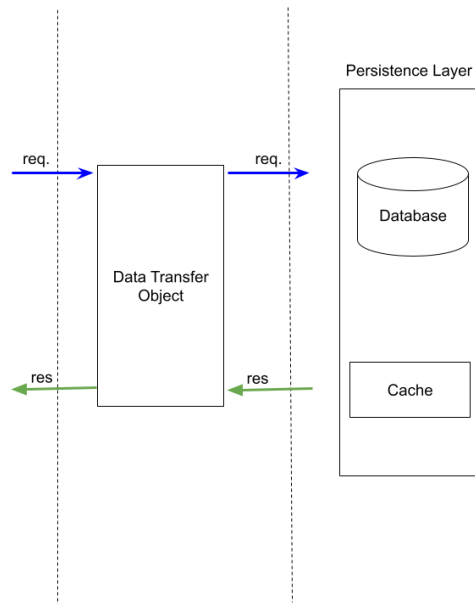 Persistence Layer
req.
req.
Database
Data Transfer
Object
res
res
Cache